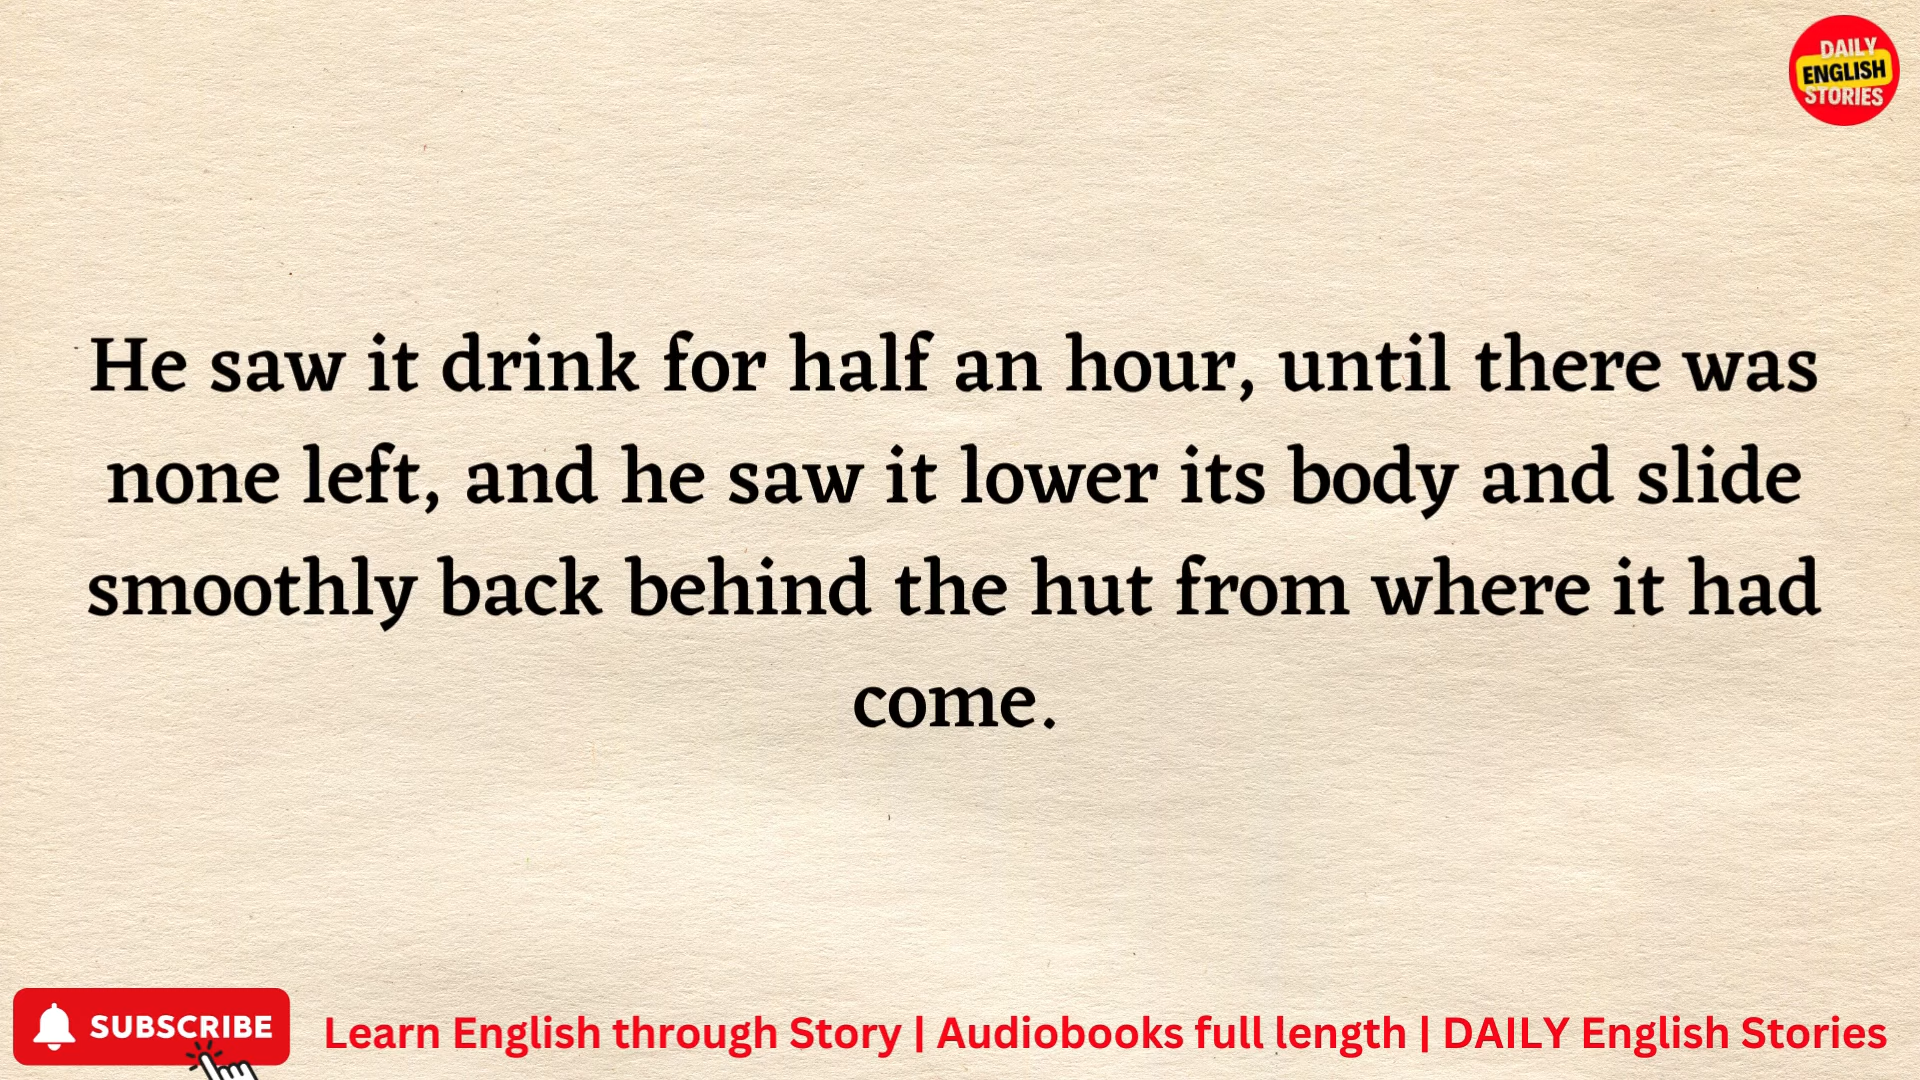 DAILY
ENGLISH
STORIES
He saw it drink for half an hour, until there was
none left, and he saw it lower its body and slide
smoothly back behind the hut from where it had
come.
SUBSCRIBE
Learn English through Story | Audiobooks full length | DAILY English Stories